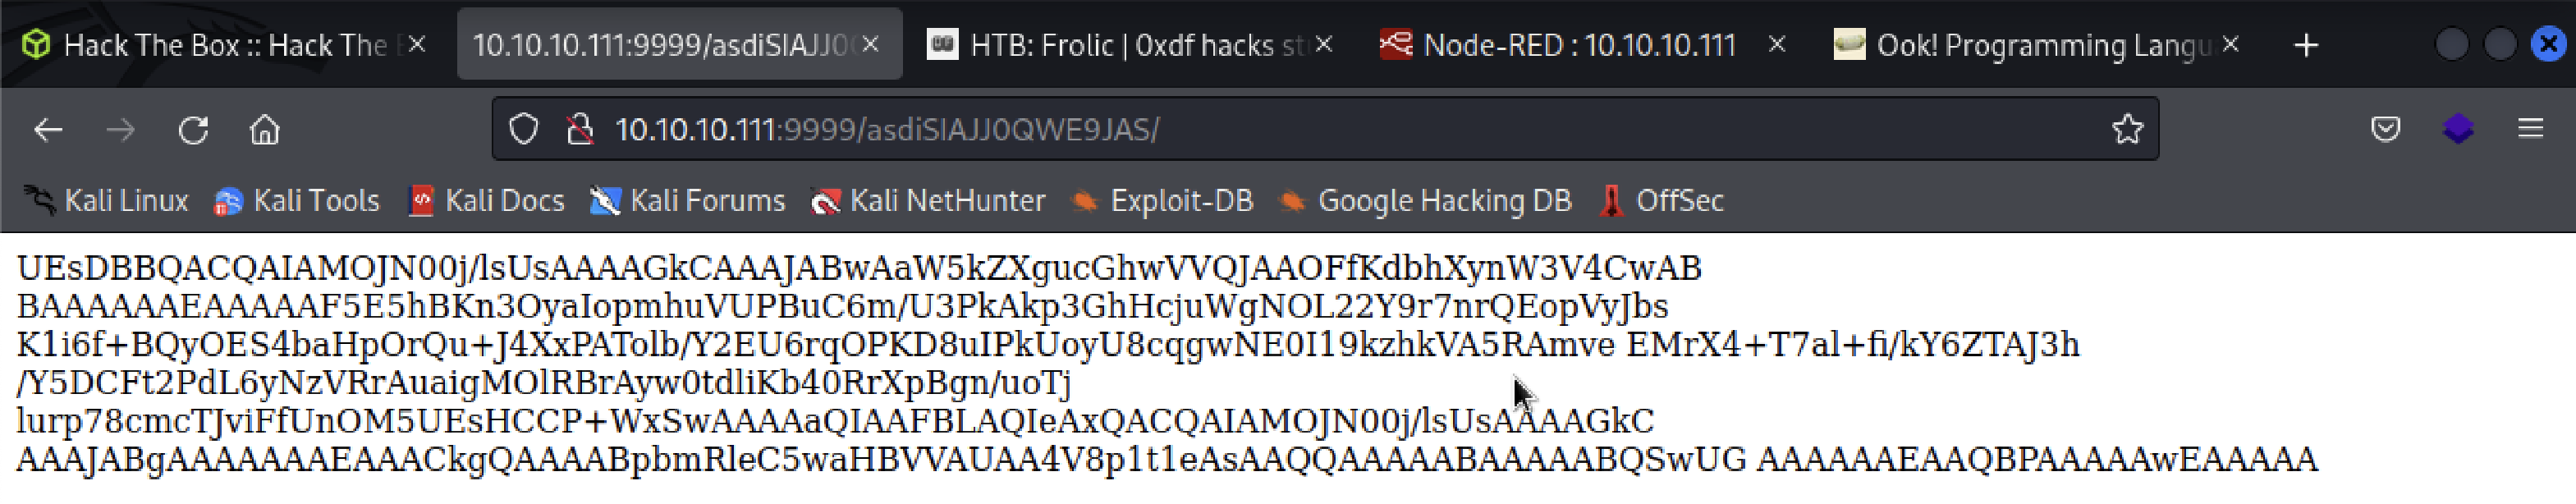 Hack The Box :: Hack The
10.10.10.111:9999/asdiSIAJJ0
HTB: Frolic | 0xdf hacks st
Node-RED : 10.10.10.111
Ook! Programming Langu
10.10.10.111:9999/asdiSIAJJ0QWE9JAS/
Kali Linux Kali Tools Kali Docs Kali Forums Kali NetHunter Exploit-DB Google Hacking DB OffSec
UEsDBBQACQAIAMOJN00j/lsUsAAAAGkCAAAJABwAaW5kZXgucGhwVVQJAAOFfKdbhXynW3V4CwAB
BAAAAAAEAAAAAF5E5hBKn3OyaIopmhuVUPBuC6m/U3PkAkp3GhHcjuWgNOL22Y9r7nrQEopVyJbs
K1i6f+BQyOES4baHpOrQu+J4XxPATolb/Y2EU6rqOPKD8uIPkUoyU8cqgwNE0I19kzhkVA5RAmve EMrX4+T7al+fi/kY6ZTAJ3h
/Y5DCFt2PdL6yNzVRrAuaigMOlRBrAyw0tdliKb40RrXpBgn/uoTj
lurp78cmcTJviFfUnOM5UEsHCCP+WxSwAAAAaQIAAFBLAQIeAxQACQAIAMOJN00j/lsUsAAAAGkC
AAAJABgAAAAAAAEAAACkgQAAAABpbmRleC5waHBVVAUAA4V8p1t1eAsAAQQAAAAABAAAAABQSwUG AAAAAAEAAQBPAAAAAwEAAAAA